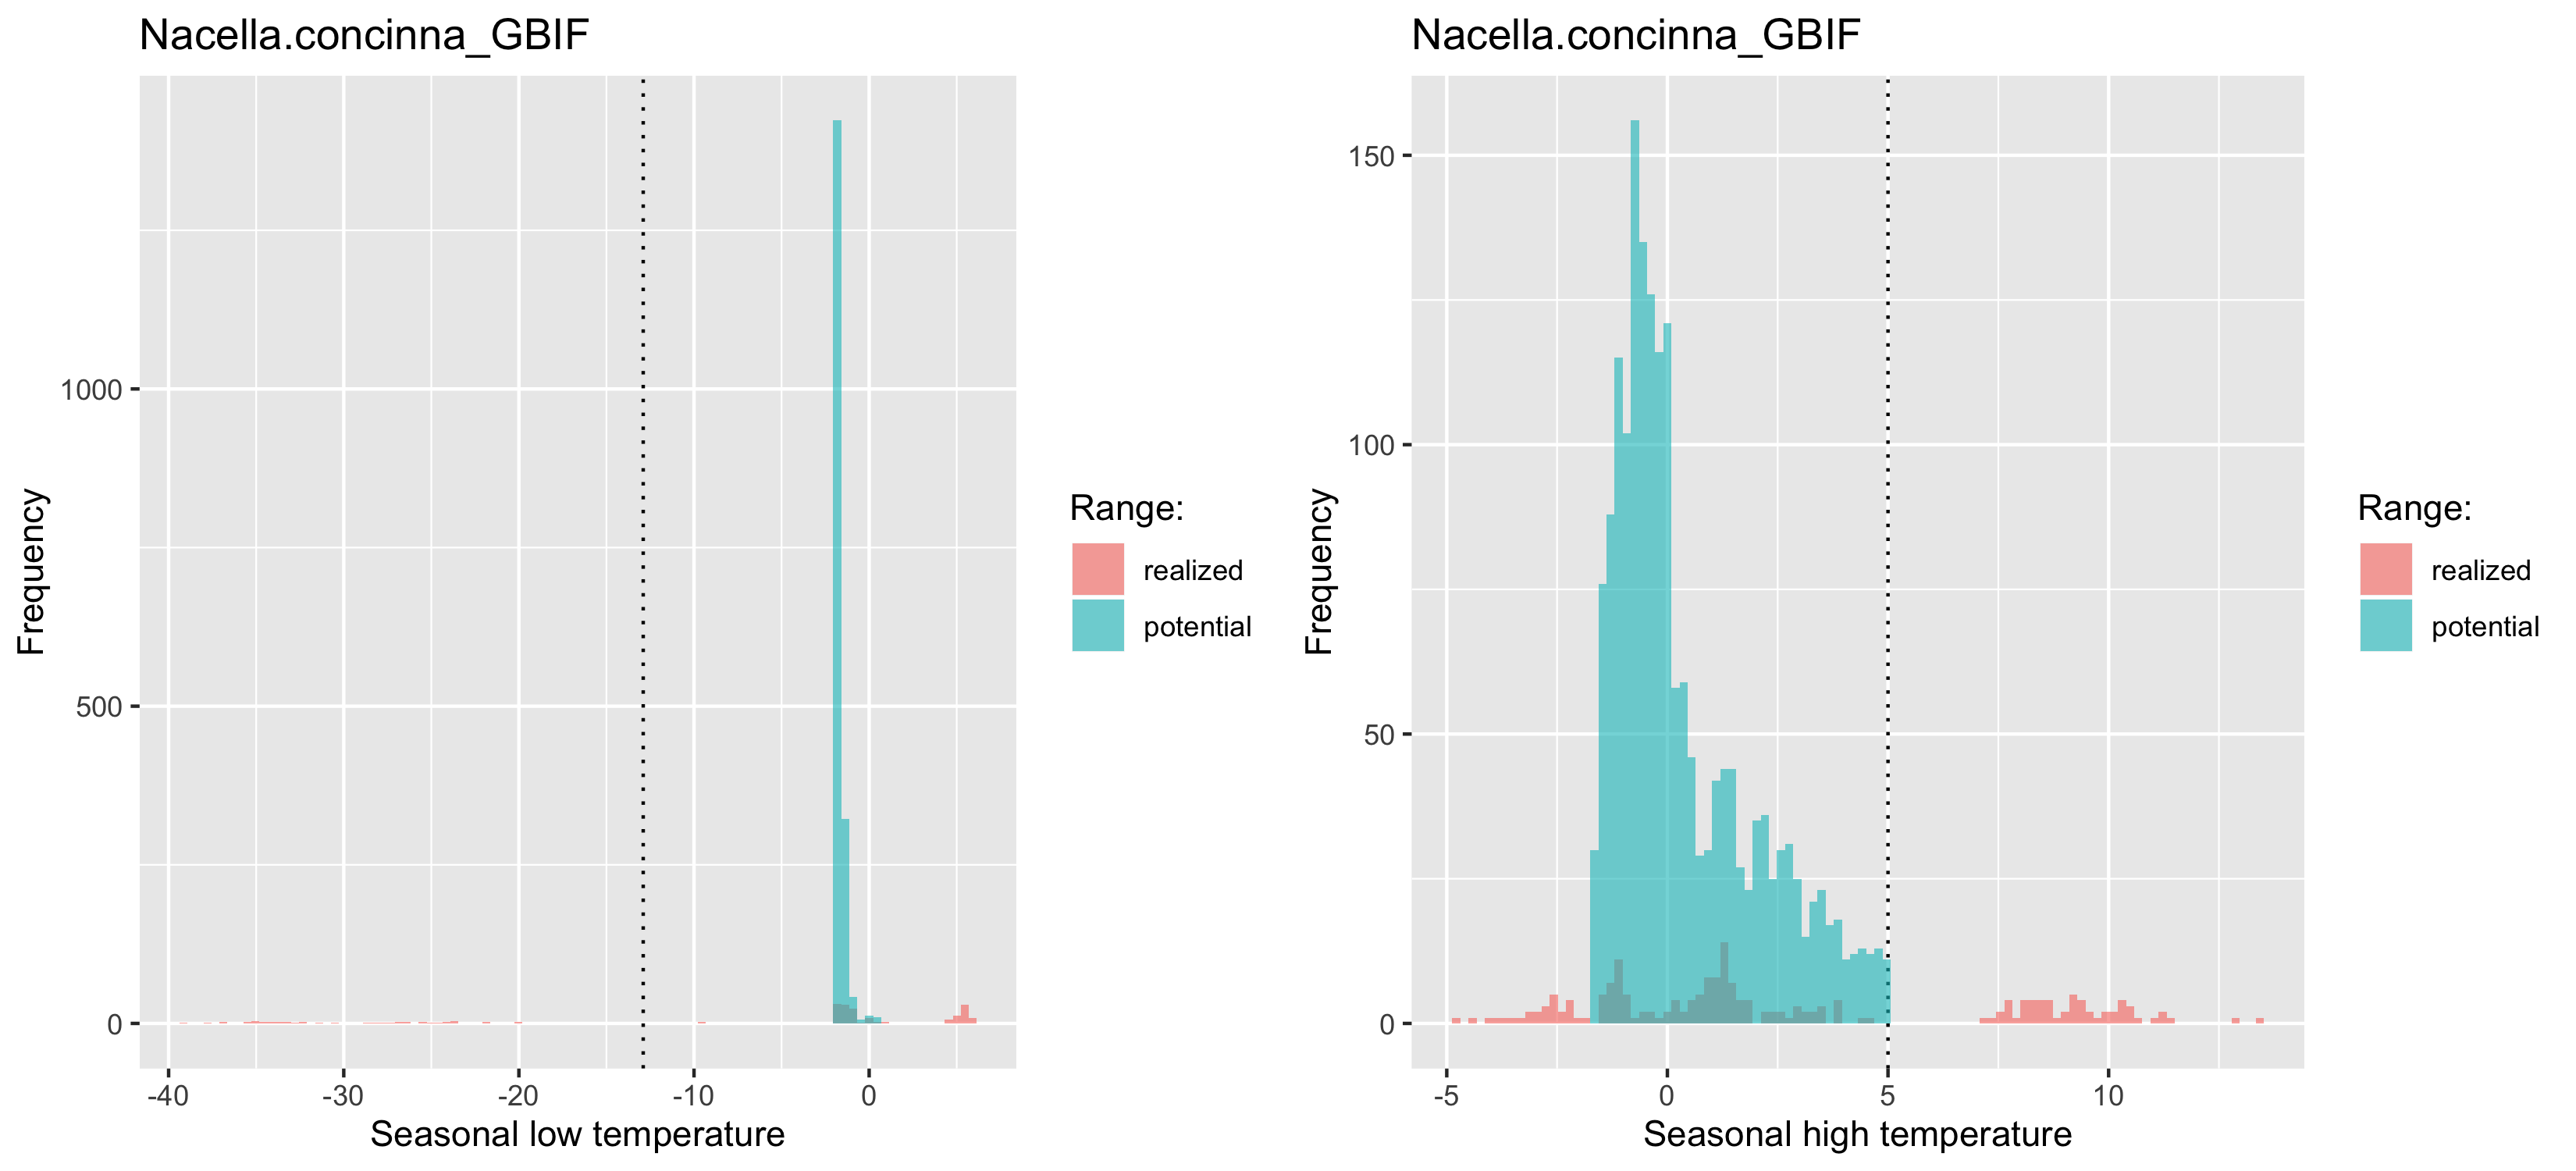 Nacella.concinna_GBIF
Frequency
1000
500
0
-40
-30
-20
-10
0
Seasonal low temperature
Range:
realized
potential
Nacella.concinna_GBIF
Frequency
150
100
50
0
-5
0
5
10
Seasonal high temperature
Range:
realized
potential